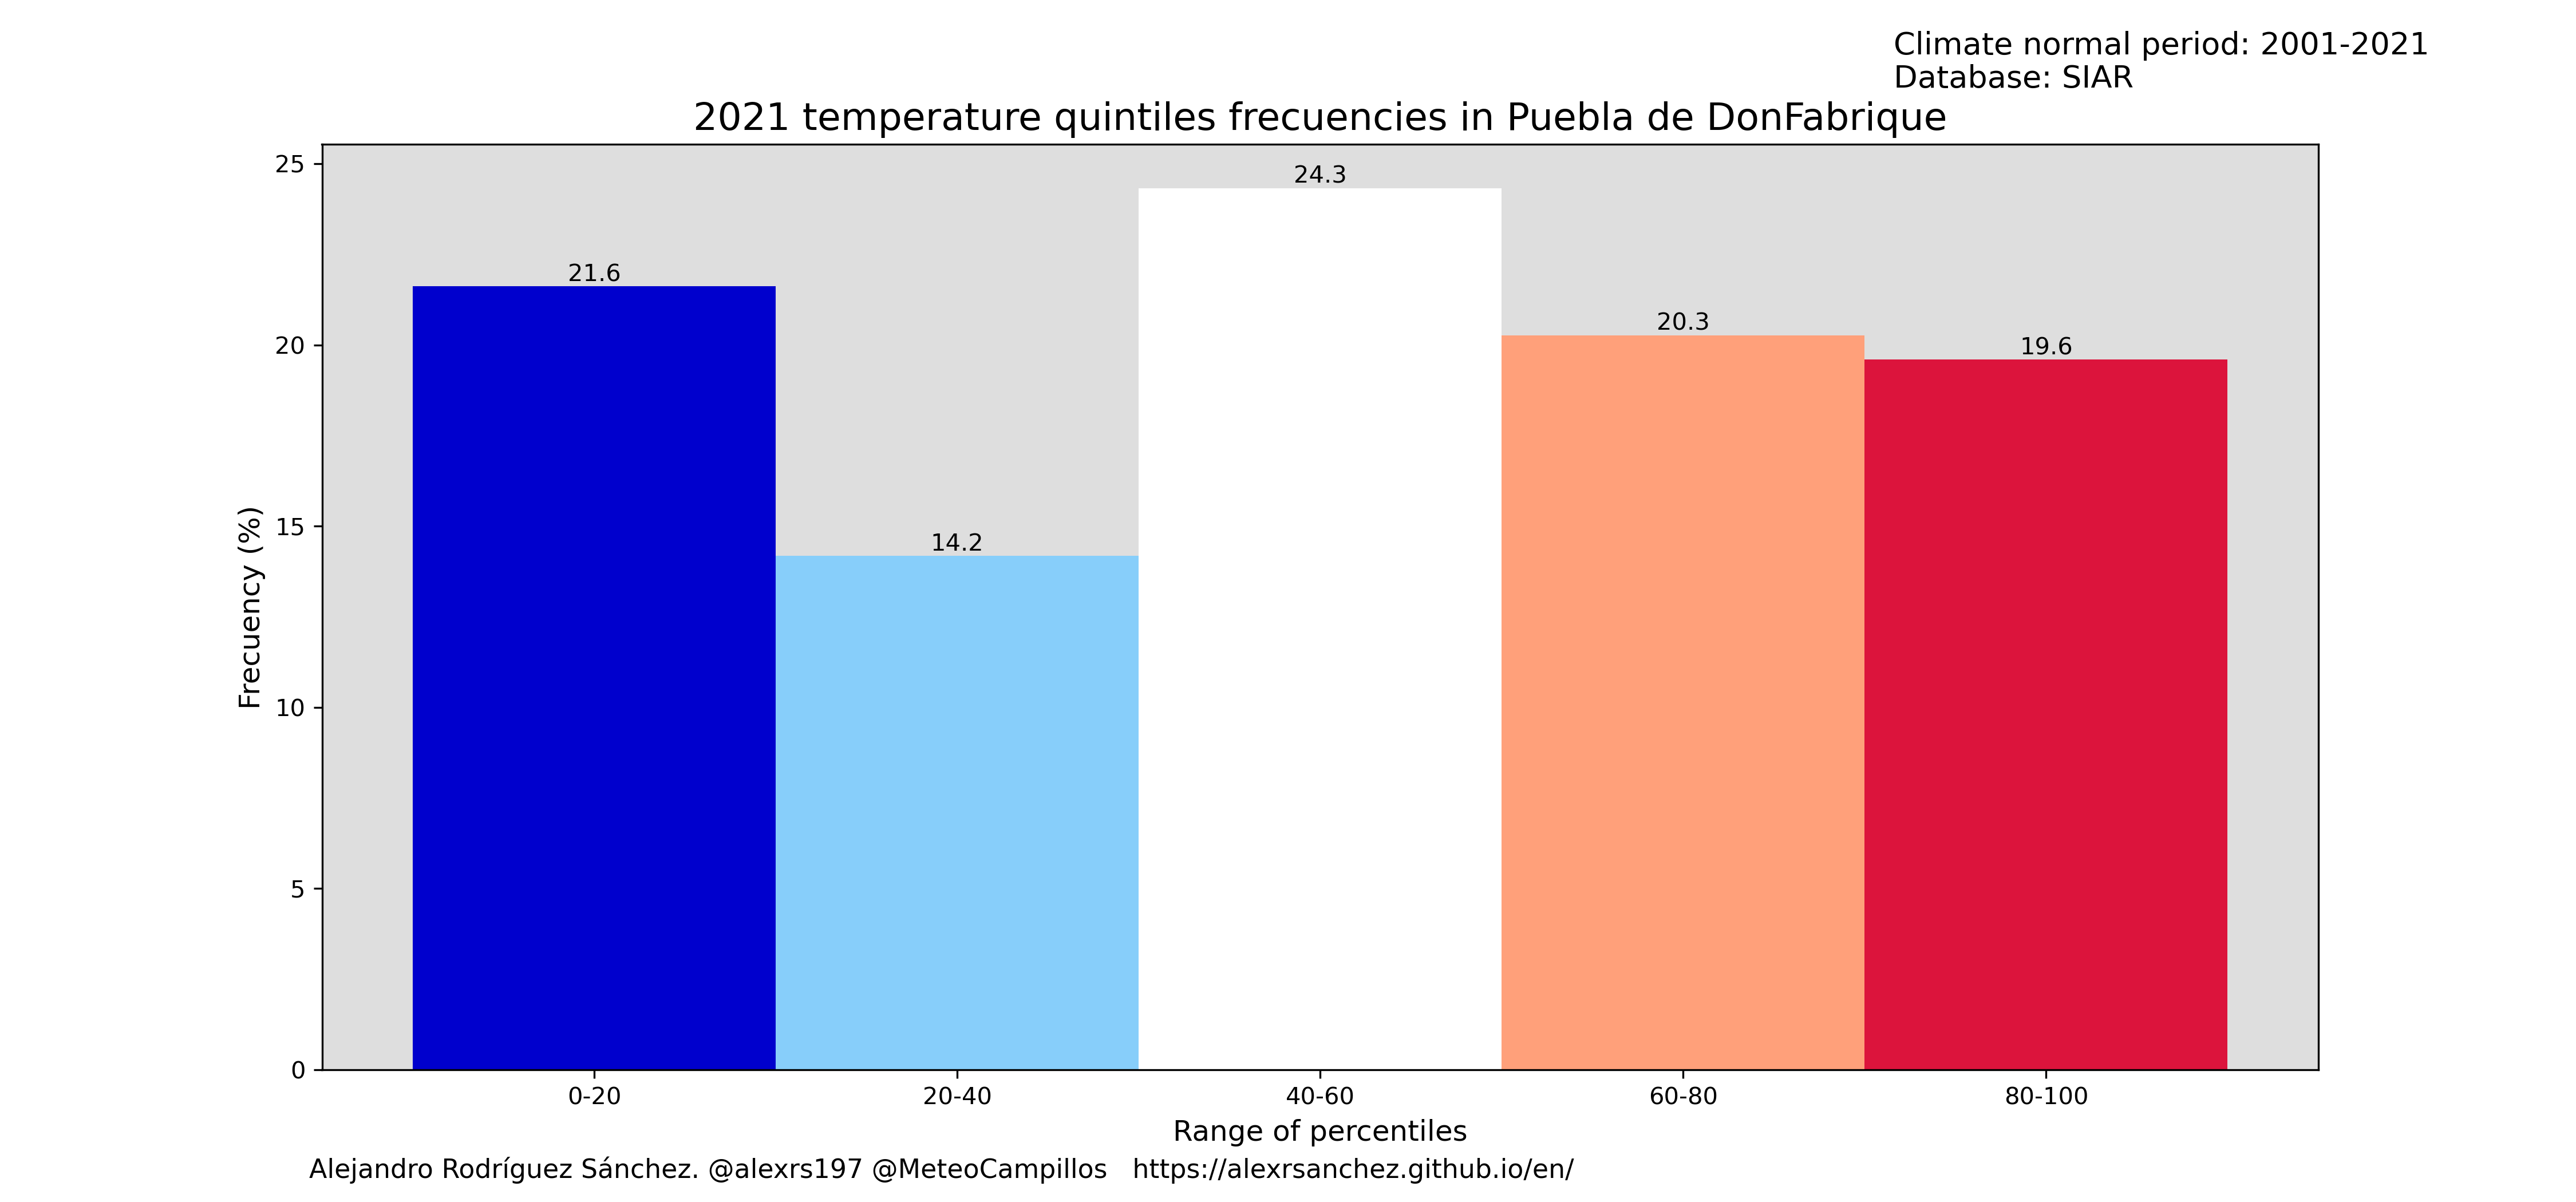 Climate normal period: 2001-2021
Database: SIAR
2021 temperature quintiles frecuencies in Puebla de DonFabrique
25
20
15
10
5
0
Frecuency (%)
21.6
14.2
24.3
20.3
19.6
0-20
20-40
40-60
60-80
80-100
Range of percentiles
Alejandro Rodríguez Sánchez. @alexrs197 @MeteoCampillos https://alexrsanchez.github.io/en/